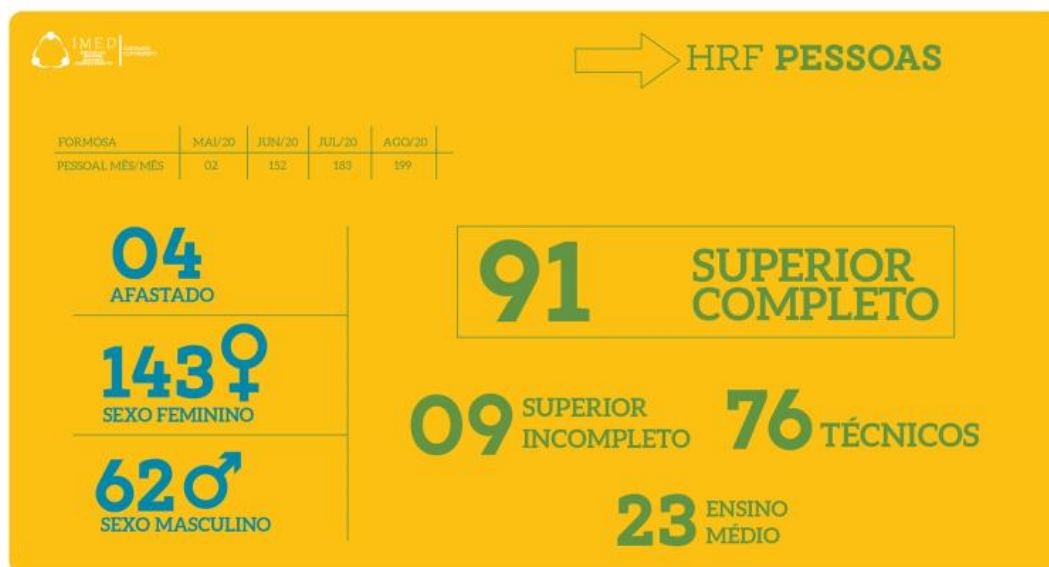 IMED
HRF PESSOAS
FORMOSA MAI/20 JUN/20 JUL/20 AGO/20
PESSOAL MÊS/MÊS 02 152 183 199
04
AFASTADO
143
SEXO FEMININO
62
SEXO MASCULINO
91 SUPERIOR
COMPLETO
09 SUPERIOR
INCOMPLETO
76 TÉCNICOS
23 ENSINO
MÉDIO